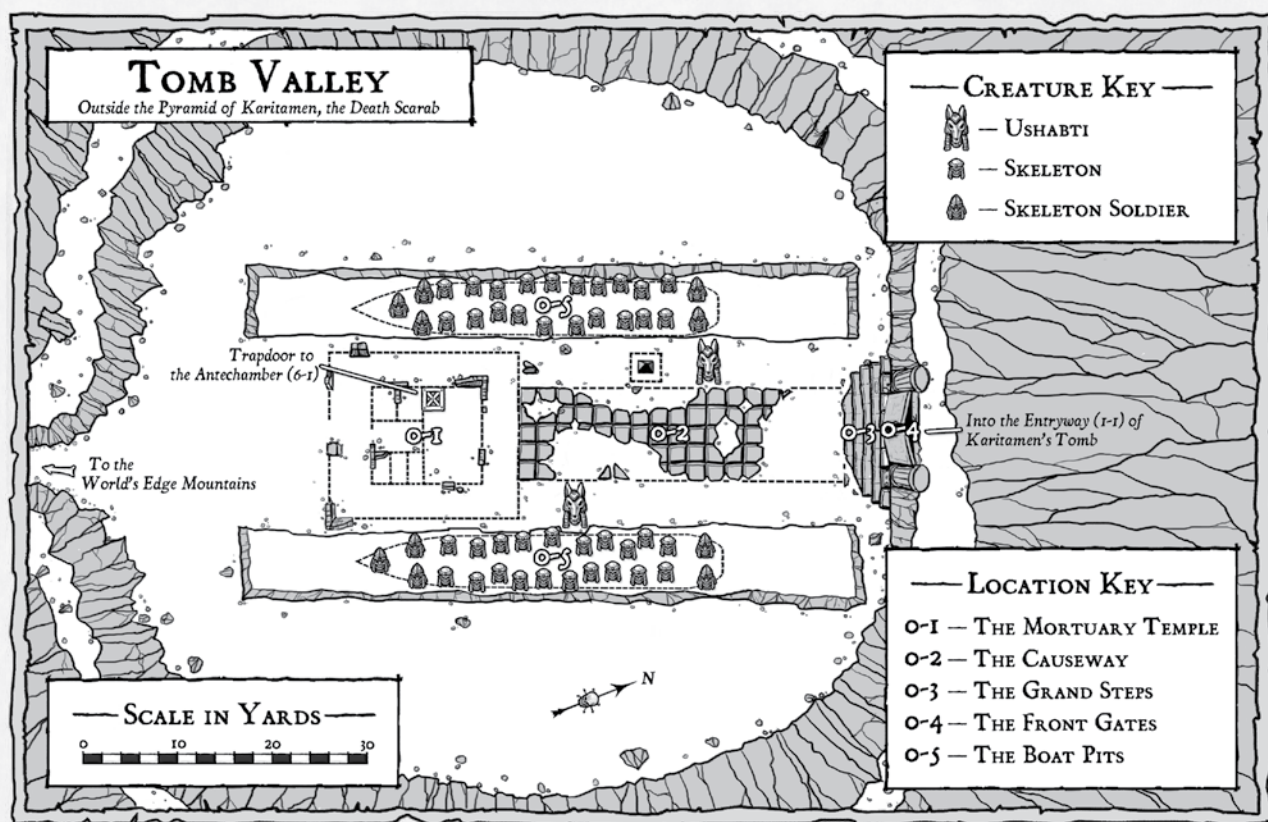 Tomb Valley
Outside the Pyramid of Karitamen, the Death Scarab
Creature Key
– Ushabti
– Skeleton
– Skeleton Soldier
0-5
Trapdoor to
the Antechamber (6-1)
0-1
0-2
0-3
0-4
Into the Entryway (1-1) of
Karitamen's Tomb
To the
World's Edge Mountains
0-5
N
Scale in Yards
0 10 20 30
Location Key
0-1 – The Mortuary Temple
0-2 – The Causeway
0-3 – The Grand Steps
0-4 – The Front Gates
0-5 – The Boat Pits